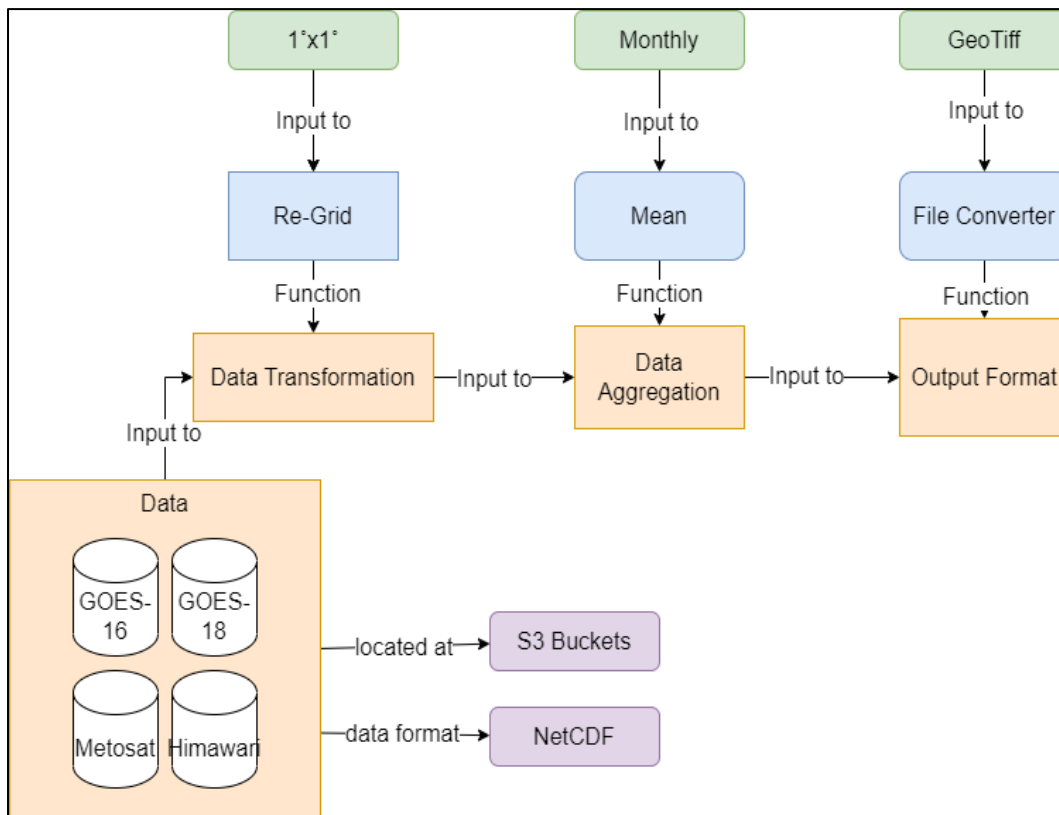 1°x1°
Monthly
GeoTiff
Input to
Input to
Input to
Re-Grid
Mean
File Converter
Function
Function
Function
Data Transformation
Input to
Data
Aggregation
Input to
Output Format
Input to
Data
GOES-
16
GOES-
18
Metosat
Himawari
located at
S3 Buckets
data format
NetCDF